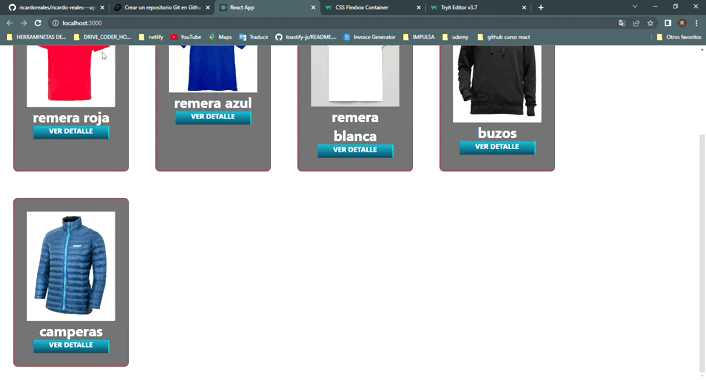 ricardoreales/ricardo-reales---ap
Crear un repositorio Git en Githu
React App
CSS Flexbox Container
Tryit Editor v3.7
localhost:3000
HERRAMINETAS DE...
DRIVE_CODER_HO...
netlify
YouTube
Maps
Traducir
toastify-js/README....
Invoice Generator
IMPULSA
udemy
github curso react
Otros favoritos
remera roja
VER DETALLE
remera azul
VER DETALLE
remera
blanca
VER DETALLE
buzos
VER DETALLE
camperas
VER DETALLE